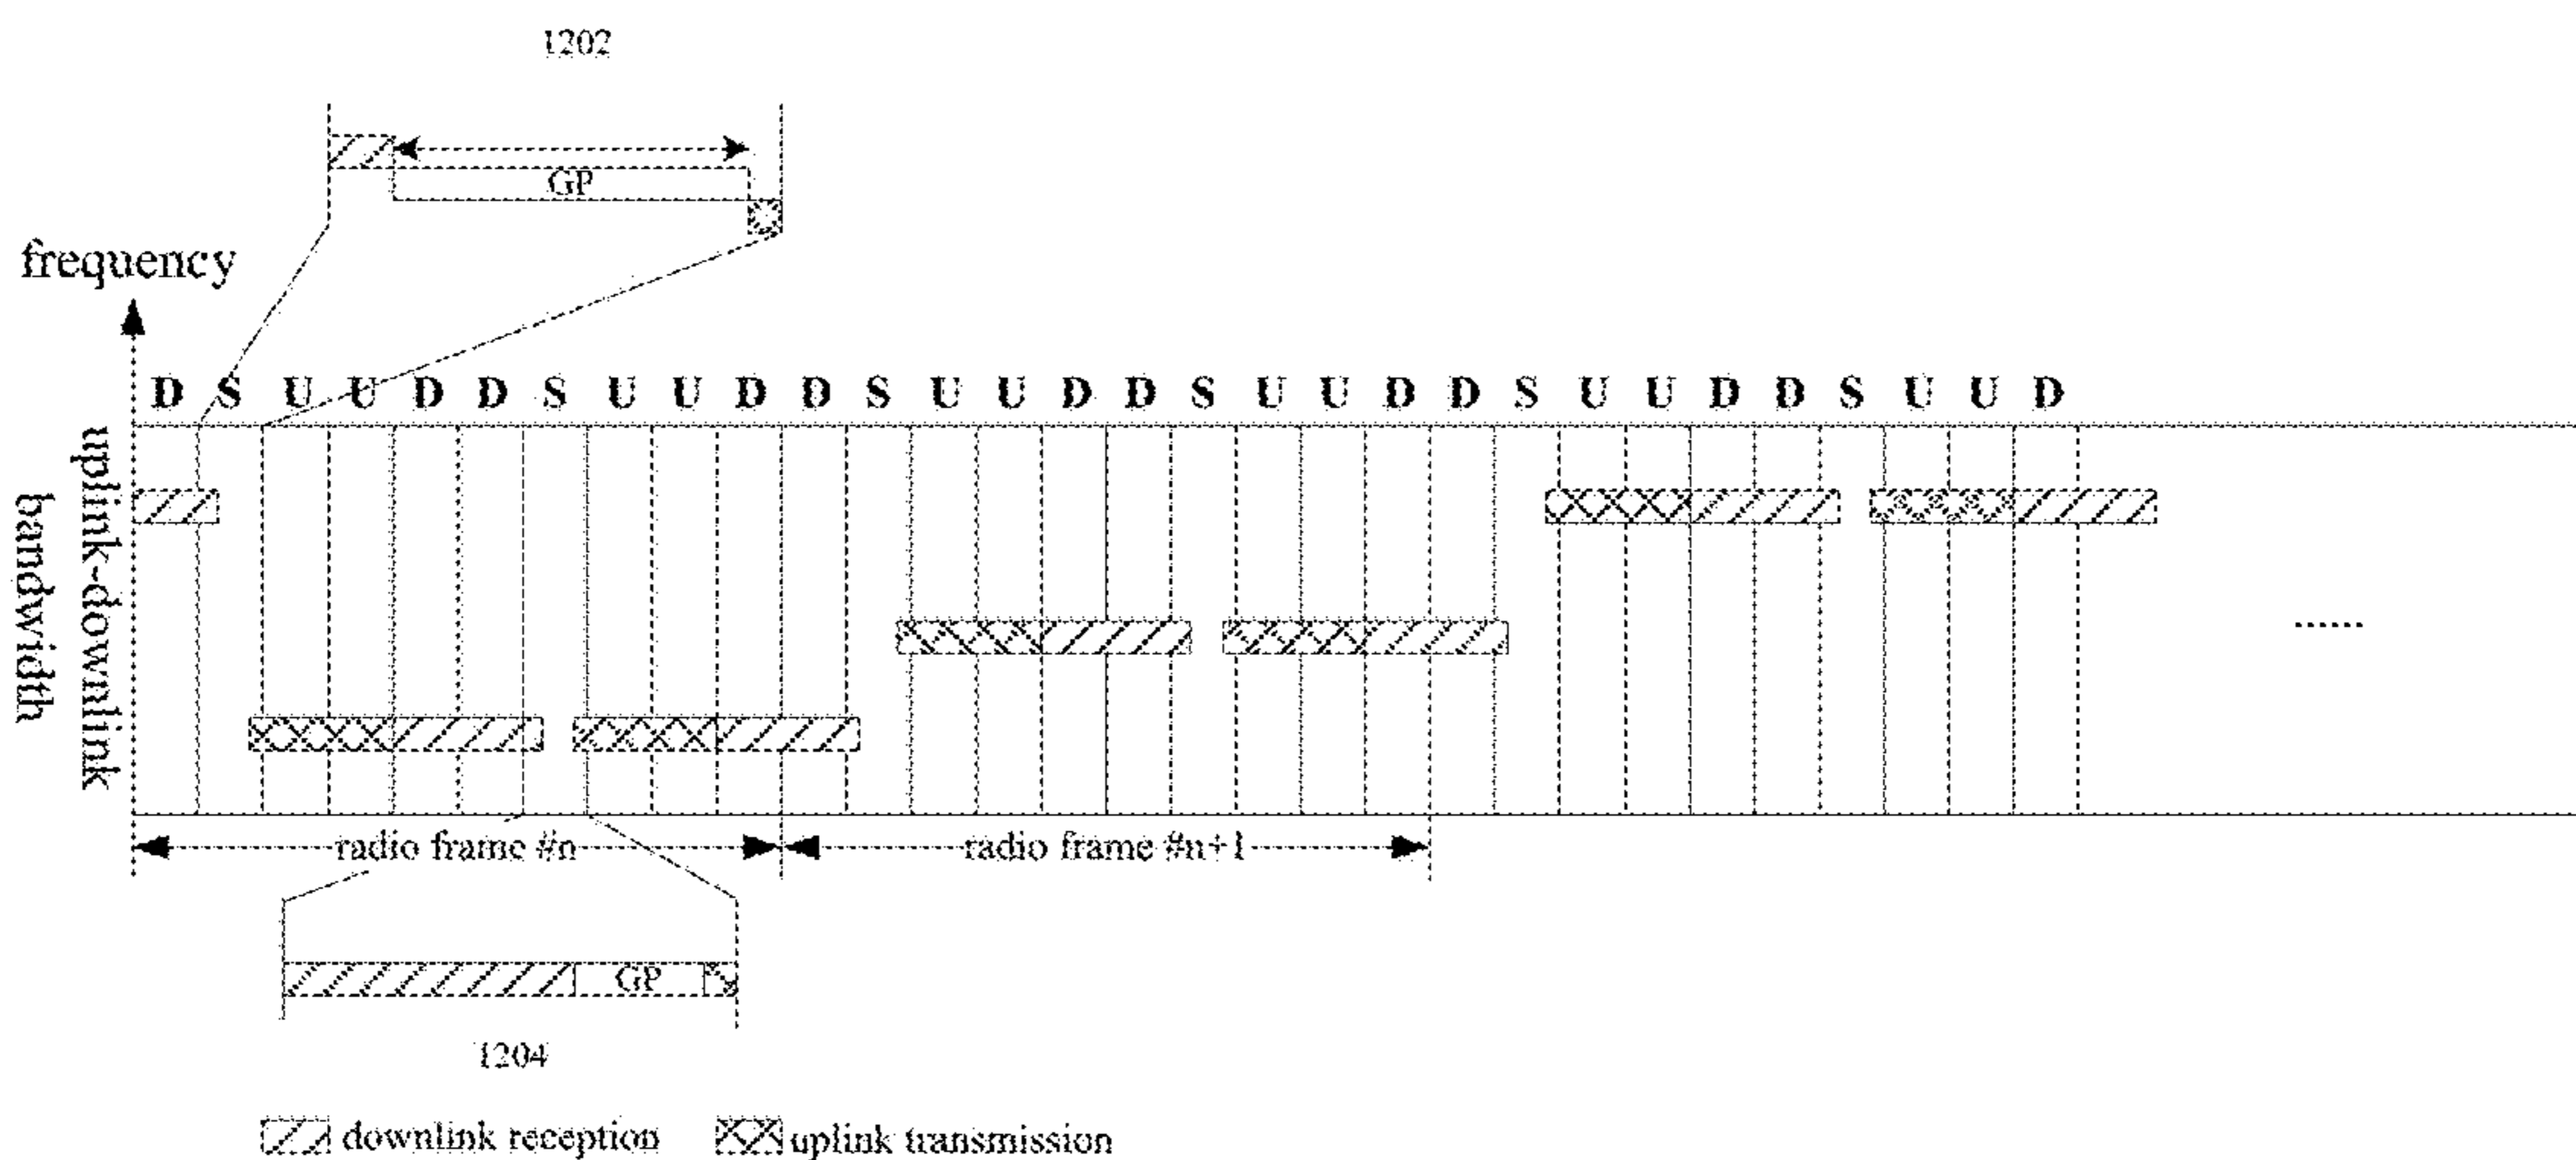 1202
GP
frequency
D S U U D D S U U D D S U U D D S U U D D S U U D D S U U D
uplink-downlink
bandwidth
......
radio frame #n
radio frame #n+1
GP
1204
downlink reception
uplink transmission